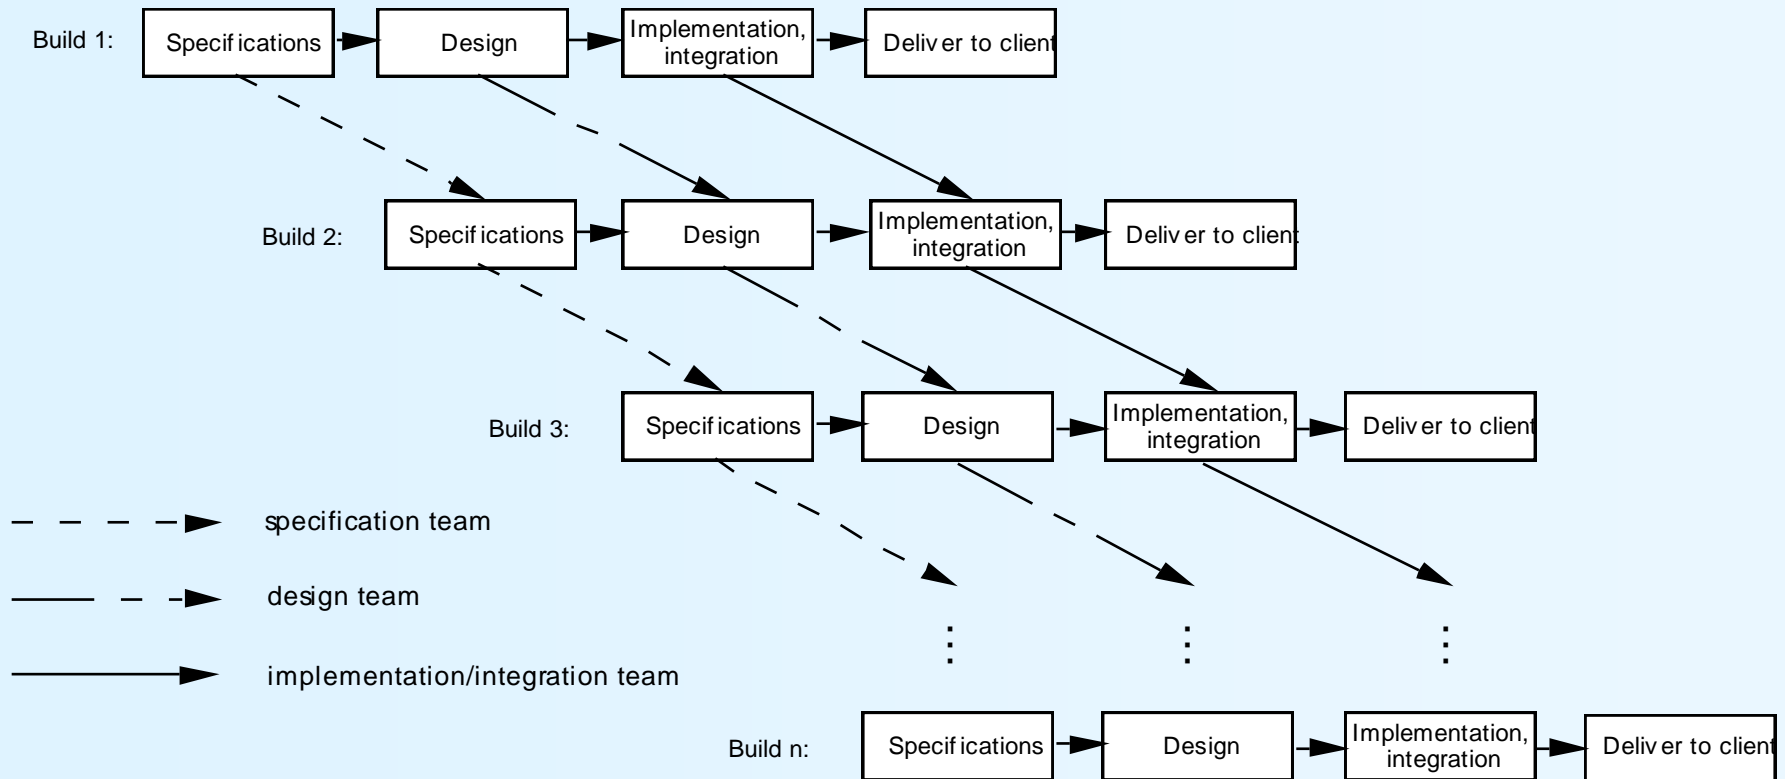 Build 1:
Specifications
Design
Implementation,
integration
Deliver to client
Build 2:
Specifications
Design
Implementation,
integration
Deliver to client
Build 3:
Specifications
Design
Implementation,
integration
Deliver to client
specification team
design team
implementation/integration team
Build n:
Specifications
Design
Implementation,
integration
Deliver to client